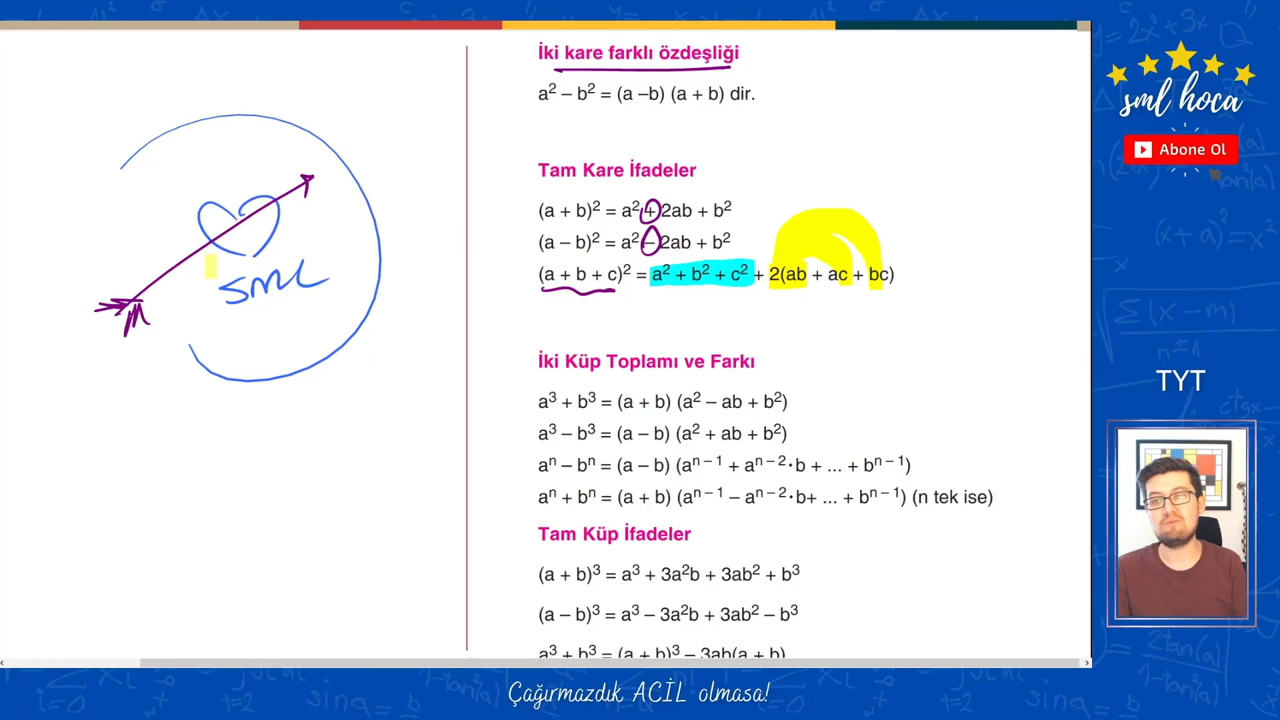 İki kare farklı özdeşliği
a² – b² = (a –b) (a + b) dir.
Tam Kare İfadeler
(a + b)² = a² + 2ab + b²
(a – b)² = a² – 2ab + b²
(a + b + c)² = a² + b² + c² + 2(ab + ac + bc)
İki Küp Toplamı ve Farkı
a³ + b³ = (a + b) (a² – ab + b²)
a³ – b³ = (a – b) (a² + ab + b²)
aⁿ – bⁿ = (a – b) (aⁿ⁻¹ + aⁿ⁻²·b + ... + bⁿ⁻¹)
aⁿ + bⁿ = (a + b) (aⁿ⁻¹ – aⁿ⁻²·b+ ... + bⁿ⁻¹) (n tek ise)
Tam Küp İfadeler
(a + b)³ = a³ + 3a²b + 3ab² + b³
(a – b)³ = a³ – 3a²b + 3ab² – b³
a³ + b³ = (a + b)³ – 3ab(a + b)
SML
sml hoca
Abone Ol
TYT
Çağırmazdık ACİL olmasa!